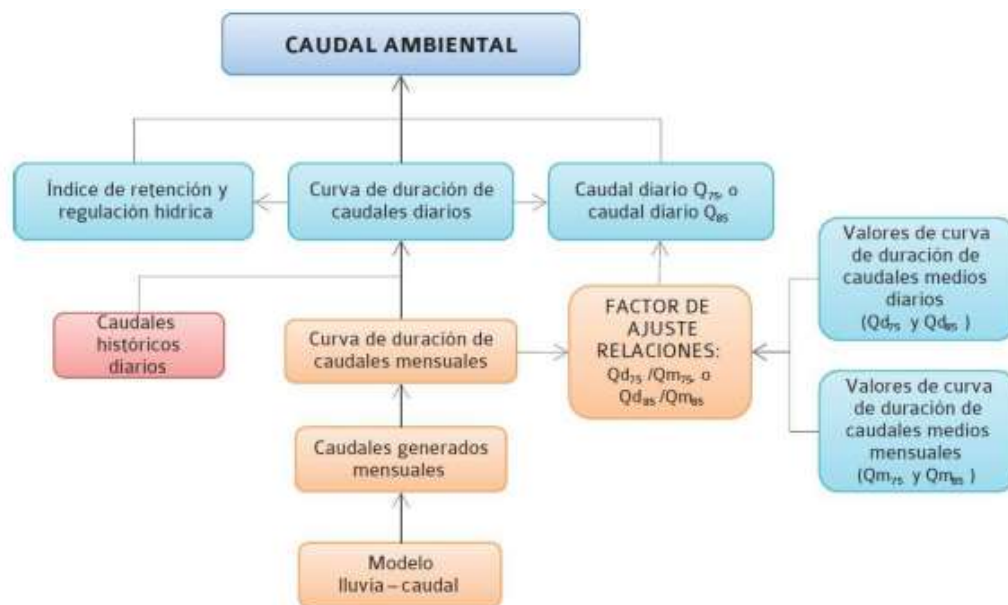 CAUDAL AMBIENTAL
Índice de retención y
regulación hídrica
Curva de duración de
caudales diarios
Caudal diario Q₇₅, o
caudal diario Q₈₅
Valores de curva
de duración de
caudales medios
diarios
(Qd₇₅ y Qd₈₅ )
Caudales
históricos
diarios
Curva de duración de
caudales mensuales
FACTOR DE
AJUSTE
RELACIONES:
Qd₇₅ /Qm₇₅, o
Qd₈₅ /Qm₈₅
Valores de curva
de duración de
caudales medios
mensuales
(Qm₇₅ y Qm₈₅ )
Caudales generados
mensuales
Modelo
lluvia – caudal